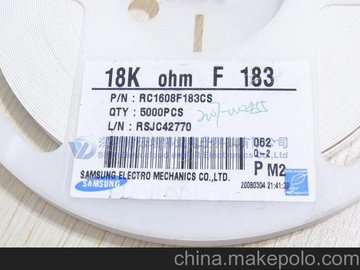 18K ohm F 183
P/N : RC1608F183CS
QTY : 5000PCS
L/N : RSJC42770
062
Q-2
P M2
SAMSUNG
SAMSUNG ELECTRO MECHANICS CO.,LTD.
20080304 21:41:30
china.makepolo.com